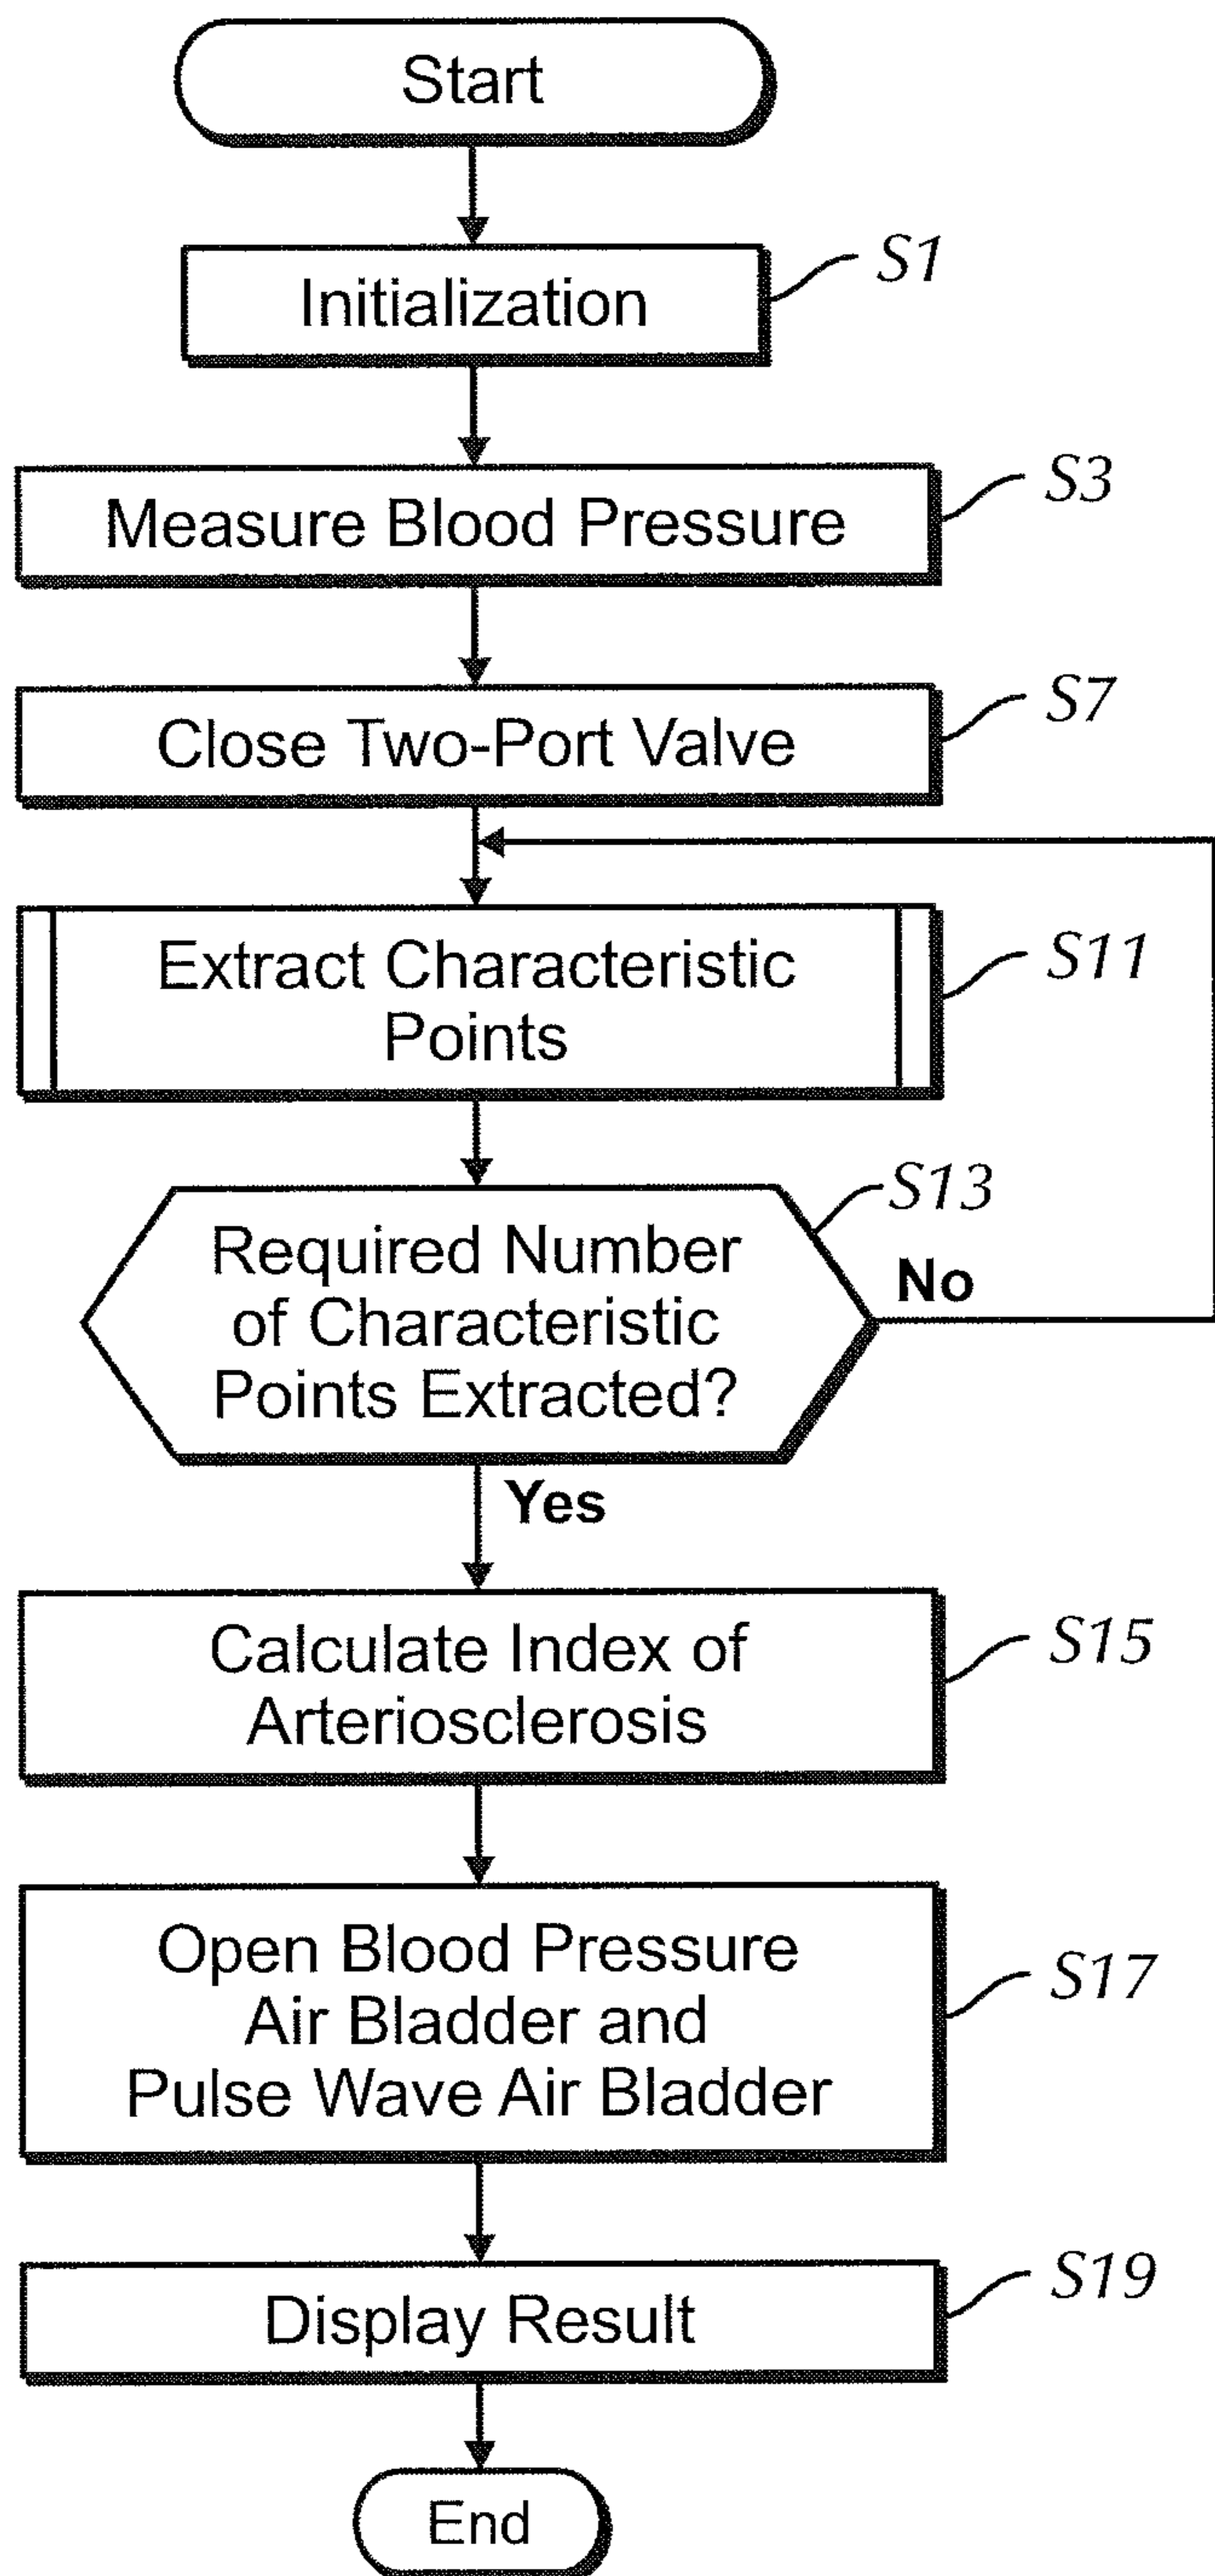 Start
Initialization
S1
Measure Blood Pressure
S3
Close Two-Port Valve
S7
Extract Characteristic
Points
S11
Required Number
of Characteristic
Points Extracted?
S13
No
Yes
Calculate Index of
Arteriosclerosis
S15
Open Blood Pressure
Air Bladder and
Pulse Wave Air Bladder
S17
Display Result
S19
End